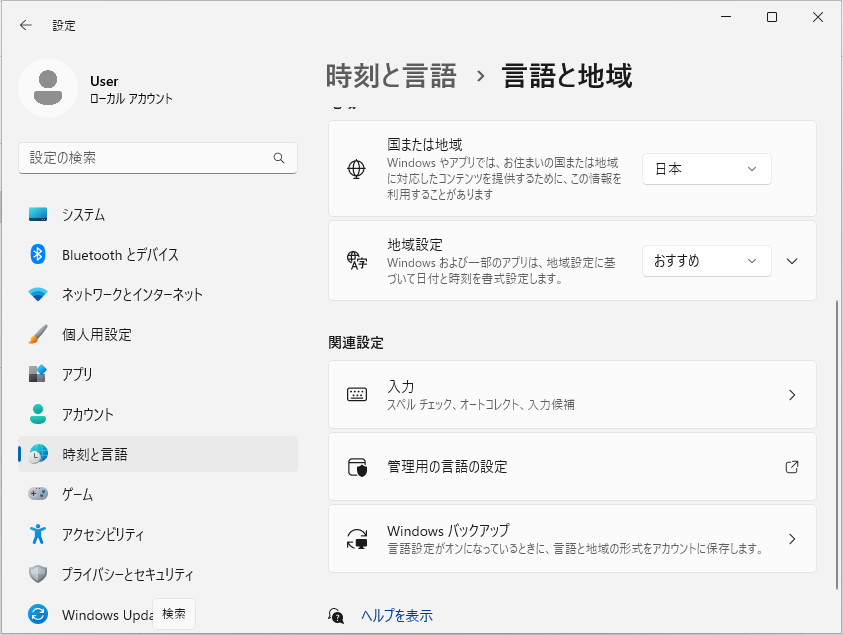 設定
User
ローカル アカウント
設定の検索
システム
Bluetooth とデバイス
ネットワークとインターネット
個人用設定
アプリ
アカウント
時刻と言語
ゲーム
アクセシビリティ
プライバシーとセキュリティ
Windows Upda
検索
時刻と言語 › 言語と地域
国または地域
Windows やアプリでは、お住まいの国または地域
に対応したコンテンツを提供するために、この情報を
利用することがあります
日本
地域設定
Windows および一部のアプリは、地域設定に基
づいて日付と時刻を書式設定します。
おすすめ
関連設定
入力
スペル チェック、オートコレクト、入力候補
管理用の言語の設定
Windows バックアップ
言語設定がオンになっているときに、言語と地域の形式をアカウントに保存します。
ヘルプを表示